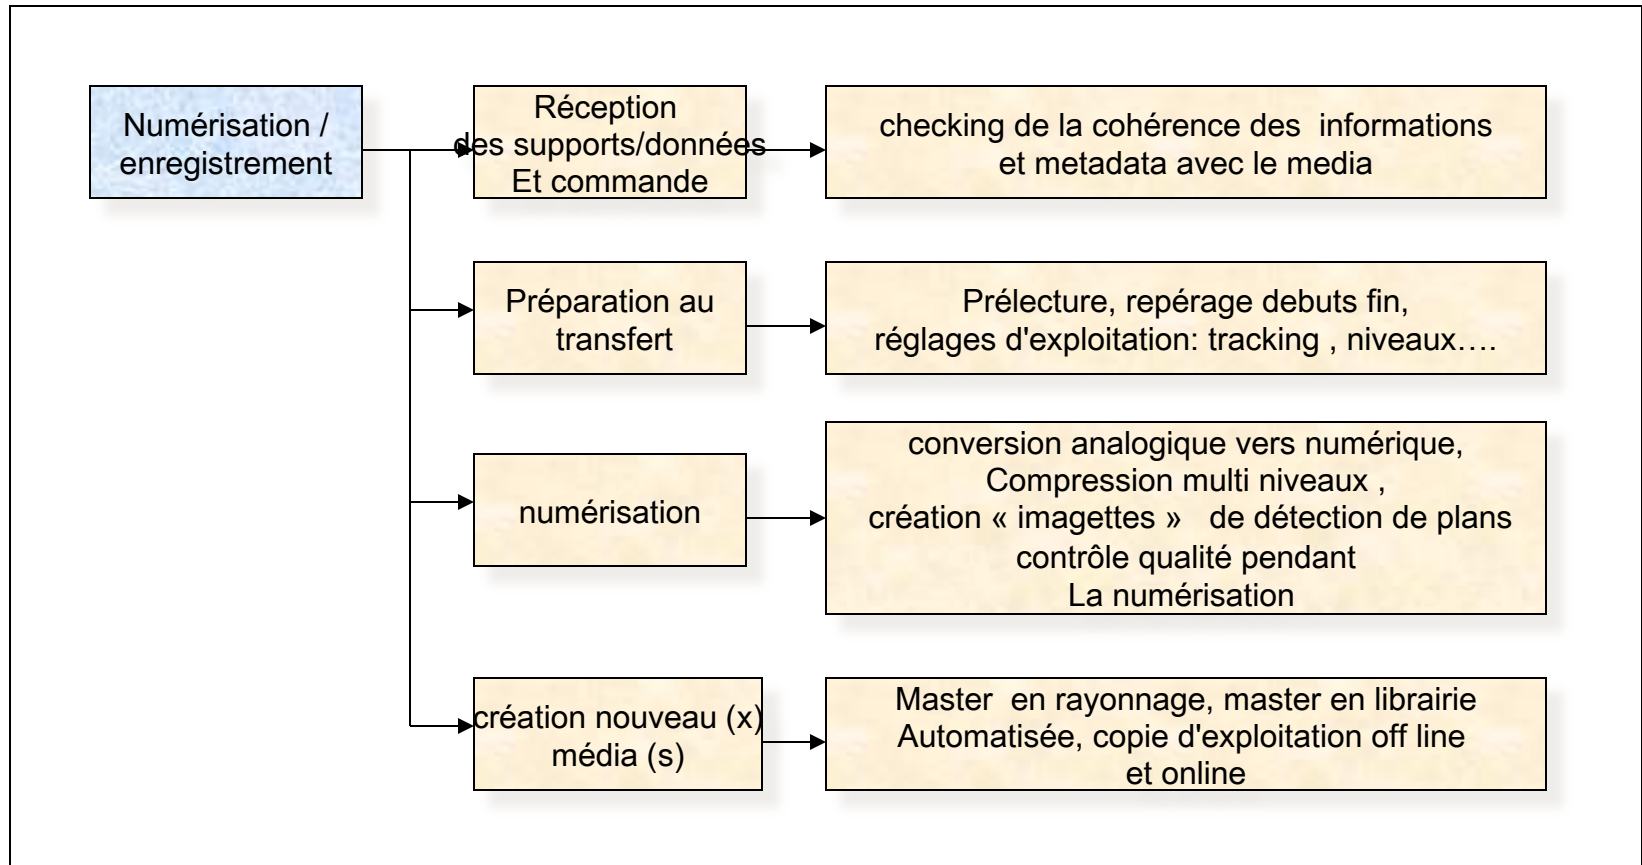 Numérisation /
enregistrement
Réception
des supports/données
Et commande
checking de la cohérence des informations
et metadata avec le media
Préparation au
transfert
Prélecture, repérage debuts fin,
réglages d'exploitation: tracking , niveaux….
numérisation
conversion analogique vers numérique,
Compression multi niveaux ,
création « imagettes » de détection de plans
contrôle qualité pendant
La numérisation
création nouveau (x)
média (s)
Master en rayonnage, master en librairie
Automatisée, copie d'exploitation off line
et online